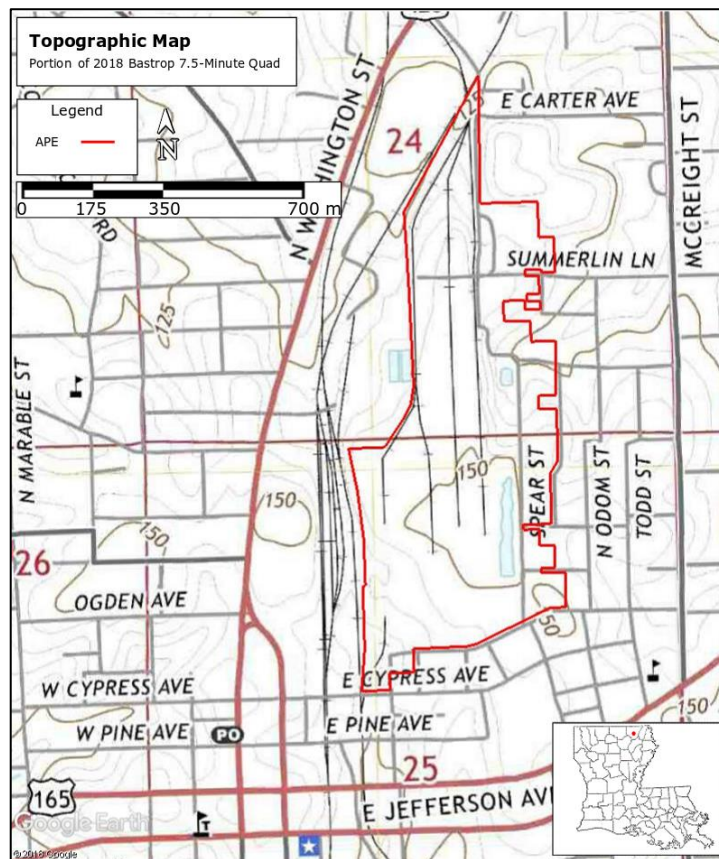 Topographic Map
Portion of 2018 Bastrop 7.5-Minute Quad
Legend
APE
N
0 175 350 700 m
E CARTER AVE
125
24
N W
HINGTON ST
MCCREIGHT ST
RD
SUMMERLIN LN
125
N MARABLE ST
150
150
150
SPEAR ST
N ODOM ST
TODD ST
26
OGDEN AVE
50
E CYPRESS AVE
W CYPRESS AVE
150
E PINE AVE
W PINE AVE
PO
25
165
E JEFFERSON AV
Google Earth
T
© 2018 Google